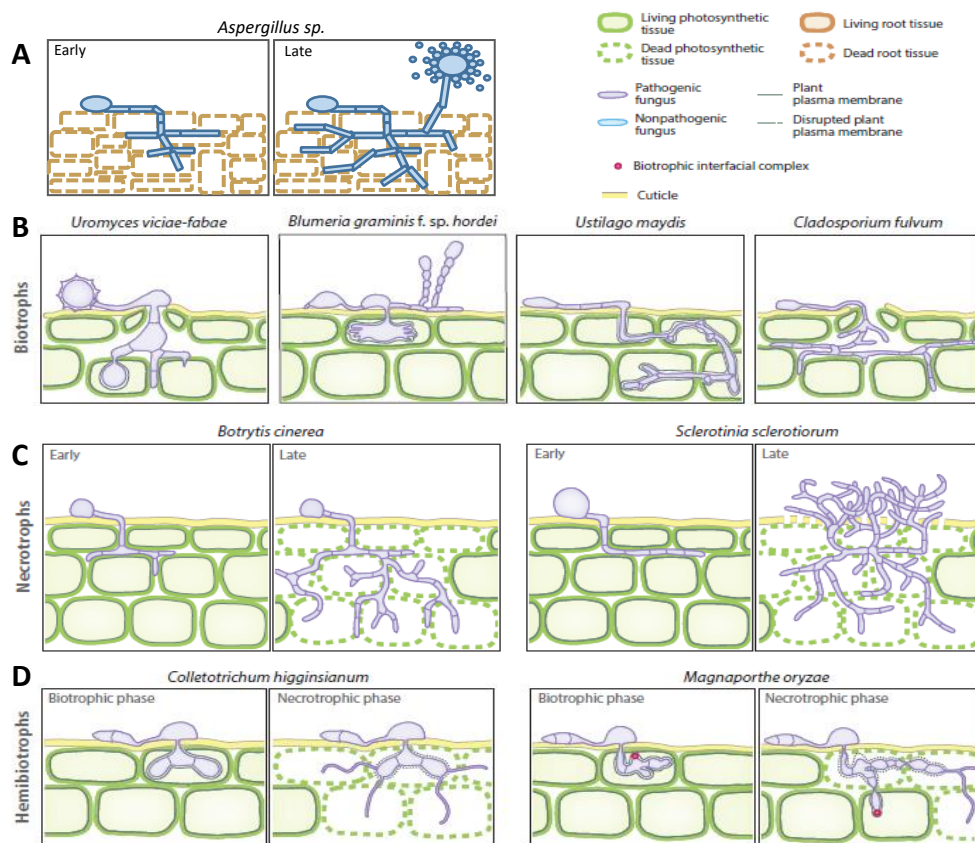 Aspergillus sp.
A
Early
Late
Living photosynthetic
tissue
Dead photosynthetic
tissue
Living root tissue
Dead root tissue
Pathogenic
fungus
Nonpathogenic
fungus
Plant
plasma membrane
Disrupted plant
plasma membrane
Biotrophic interfacial complex
Cuticle
B
Biotrophs
Uromyces viciae-fabae
Blumeria graminis f. sp. hordei
Ustilago maydis
Cladosporium fulvum
C
Necrotrophs
Botrytis cinerea
Early
Late
Sclerotinia sclerotiorum
Early
Late
D
Hemibiotrophs
Colletotrichum higginsianum
Biotrophic phase
Necrotrophic phase
Magnaporthe oryzae
Biotrophic phase
Necrotrophic phase